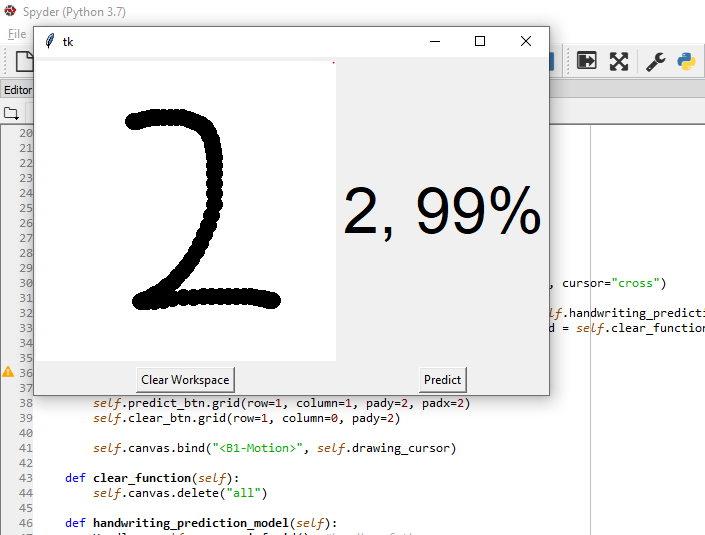 Spyder (Python 3.7)
File
tk
Editor
2
2, 99%
Clear Workspace
Predict
20
21
22
23
24
25
26
27
28
29
30 , cursor="cross")
31
32 lf.handwriting_predicti
33 d = self.clear_function
34
35
36
37
38 self.predict_btn.grid(row=1, column=1, pady=2, padx=2)
39 self.clear_btn.grid(row=1, column=0, pady=2)
40
41 self.canvas.bind("<B1-Motion>", self.drawing_cursor)
42
43 def clear_function(self):
44 self.canvas.delete("all")
45
46 def handwriting_prediction_model(self):